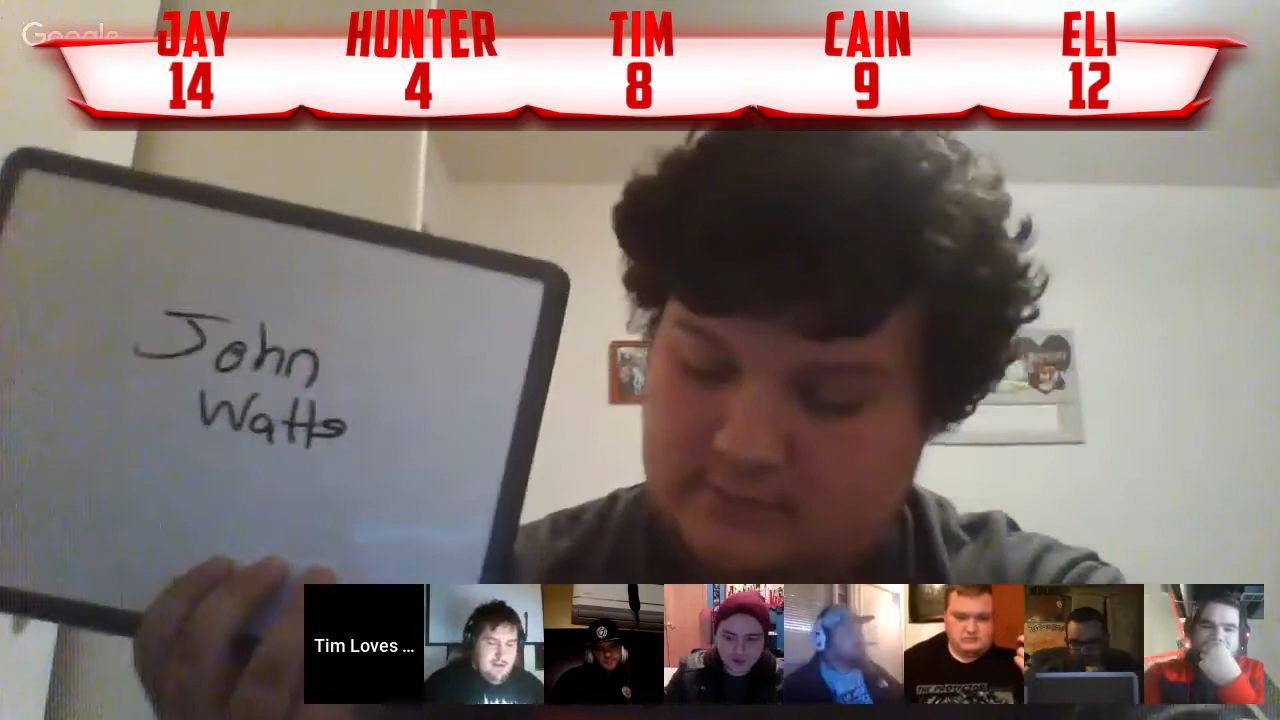 Google
JAY HUNTER TIM CAIN ELI
14 4 8 9 12
John
Watts
Tim Loves ...